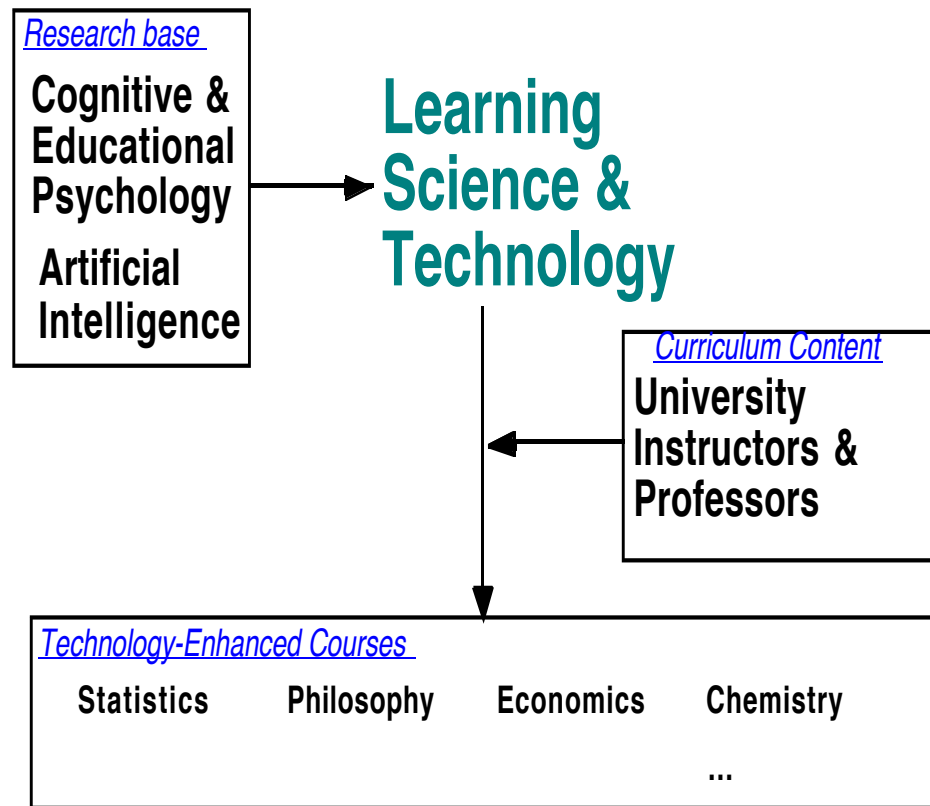 Research base
Cognitive &
Educational
Psychology
Artificial
Intelligence
Learning
Science &
Technology
Curriculum Content
University
Instructors &
Professors
Technology-Enhanced Courses
Statistics Philosophy Economics Chemistry
...